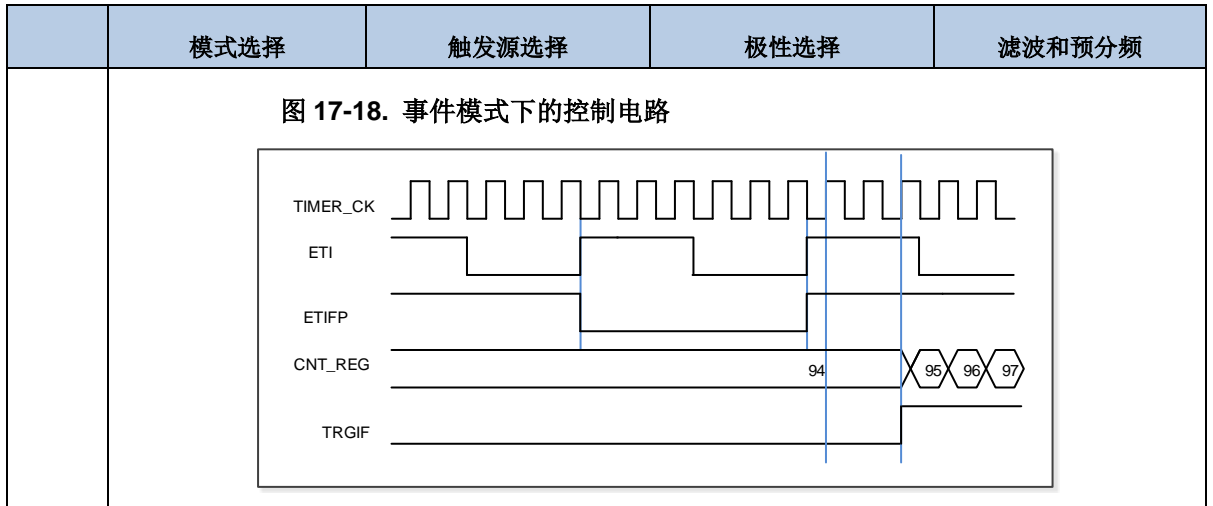 模式选择 触发源选择 极性选择 滤波和预分频
图 17-18. 事件模式下的控制电路
TIMER_CK
ETI
ETIFP
CNT_REG 94 95 96 97
TRGIF